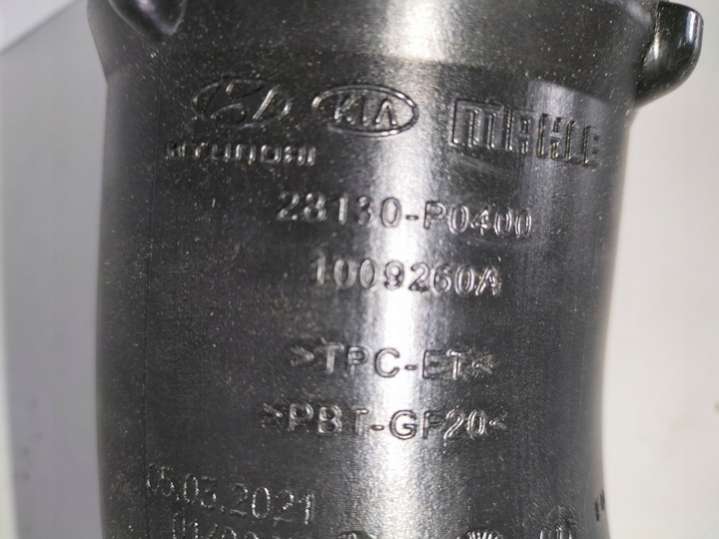 HYUNDAI KIA MAHLE
28130-P0400
1009260A
>TPC-ET<
>PBT-GF20<
05.05.2021